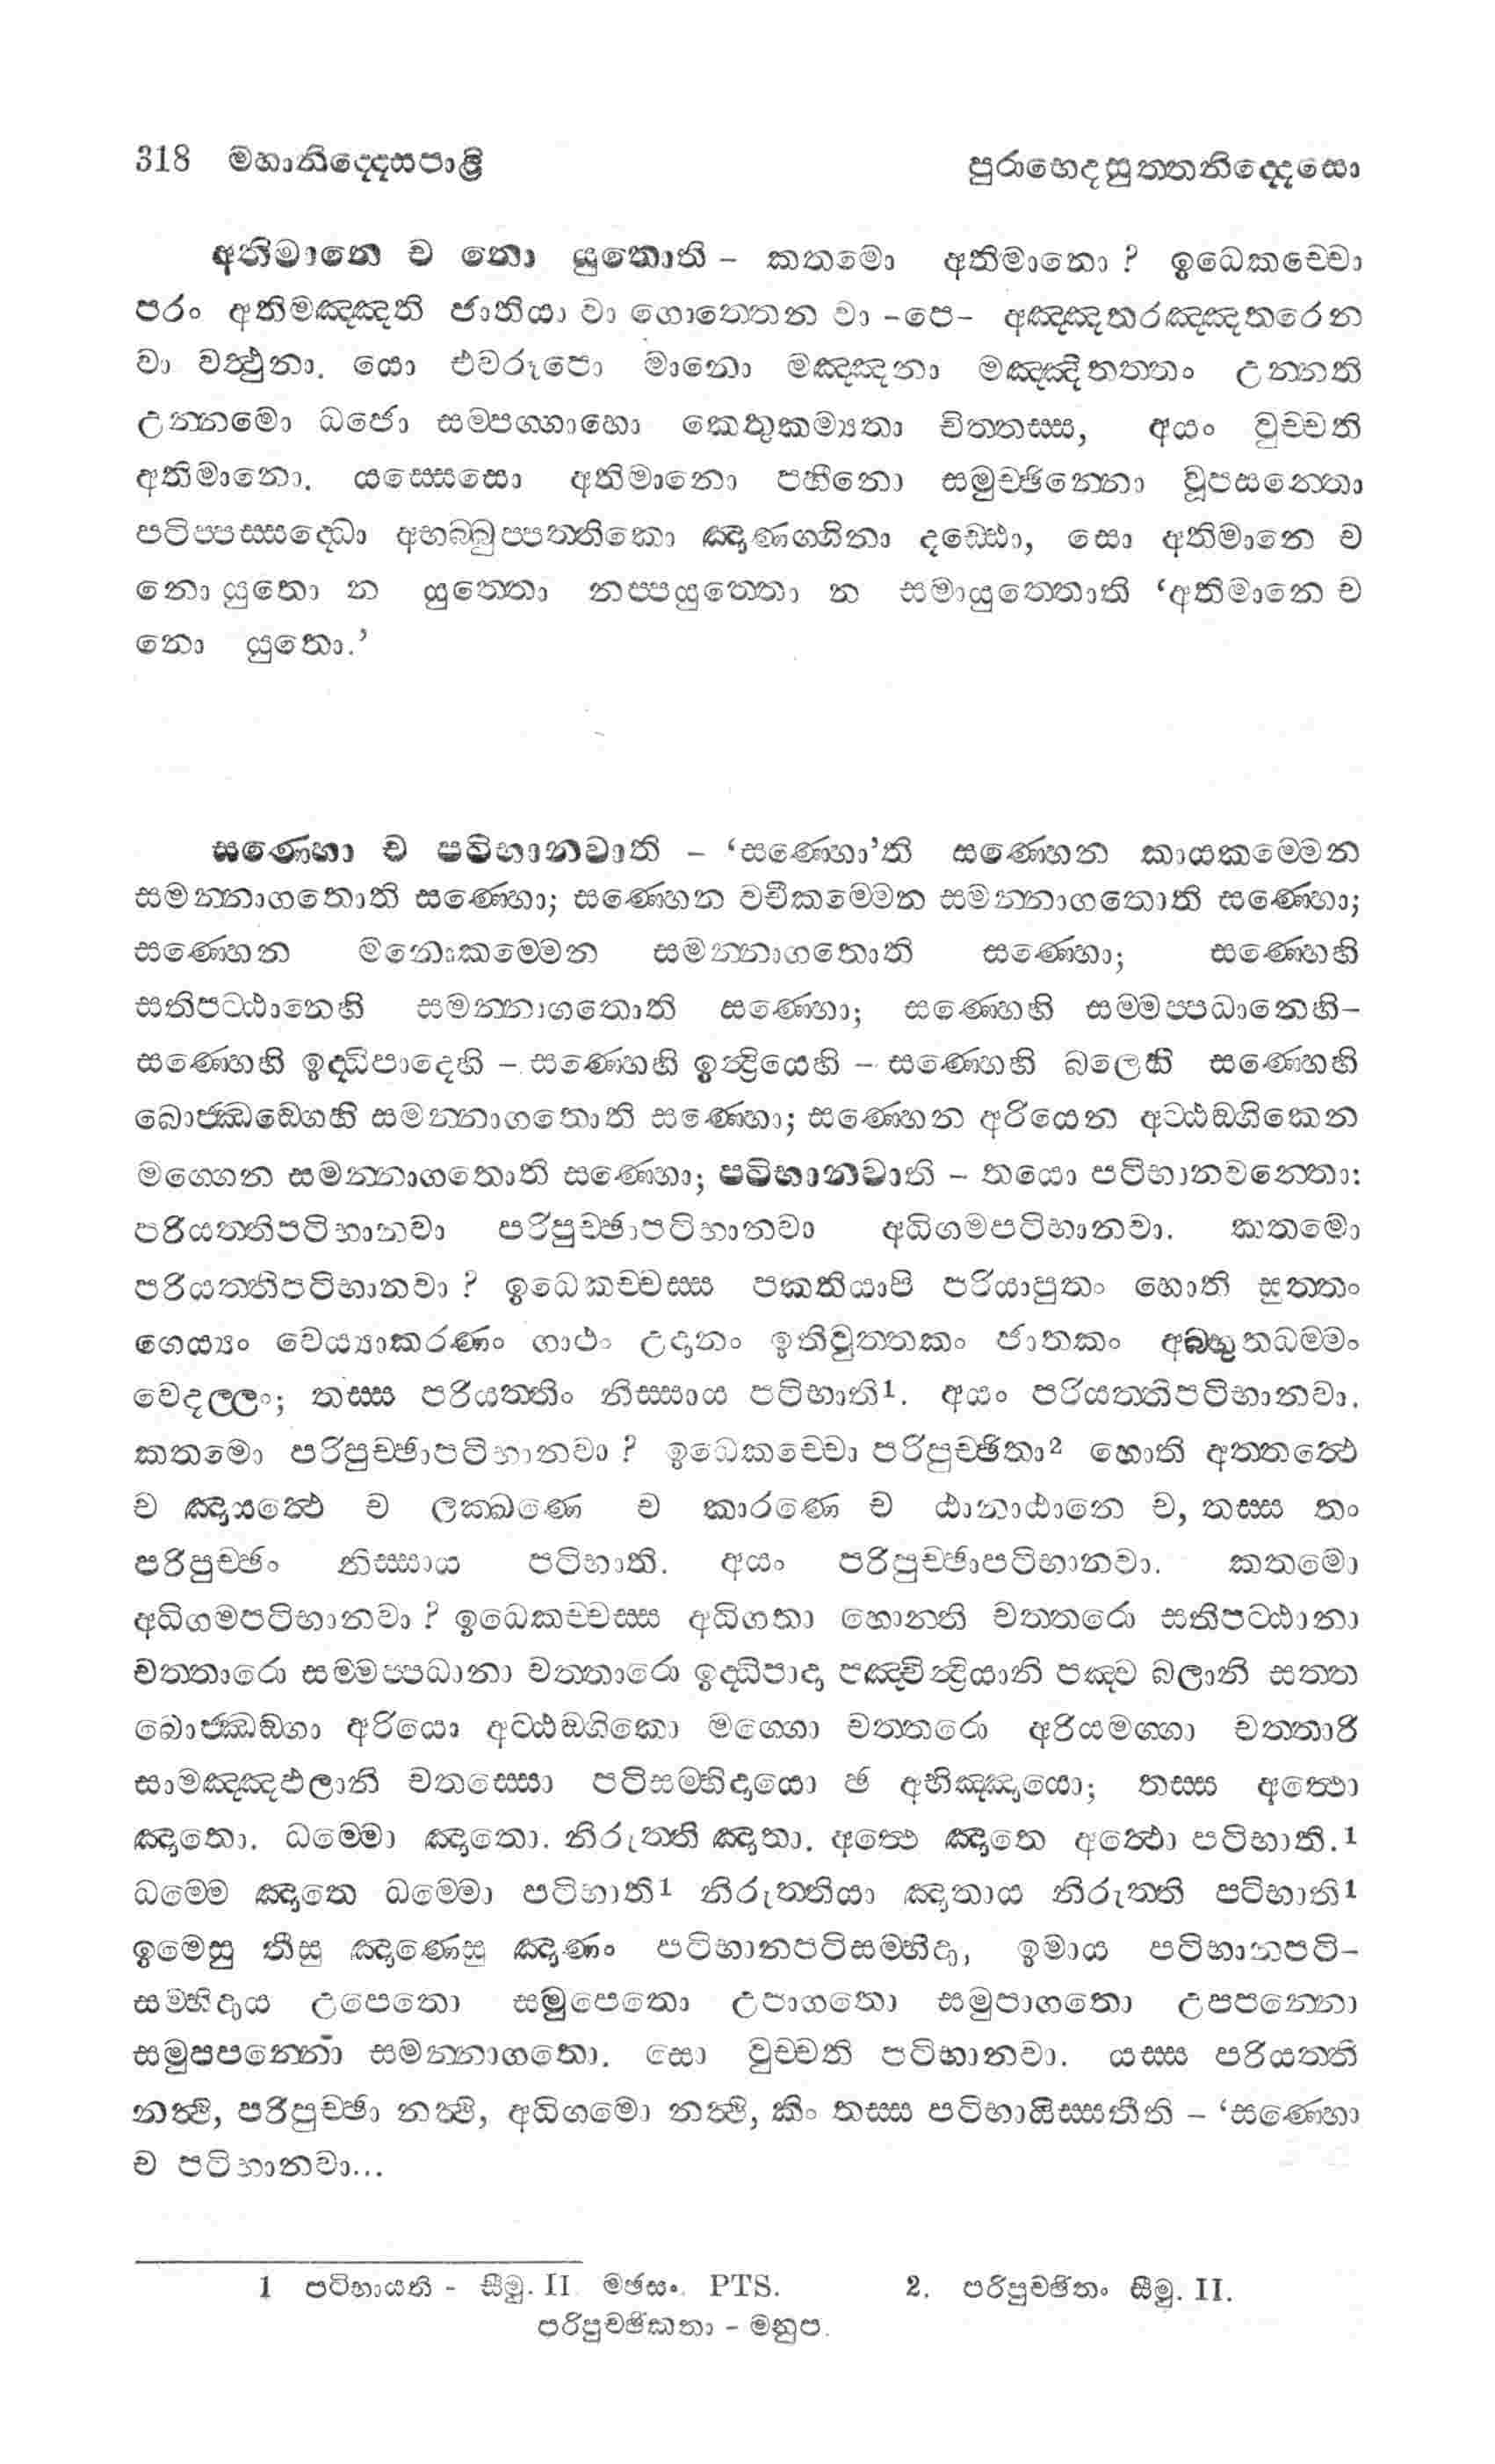 318 මහානිද්දෙසපාළි පුරාභෙදසුත්තනිද්දෙසො
අතිමානෙ ච නො යුතොති – කතමො අතිමානො ? ඉධෙකච්චො
පරං අතිමඤ්ඤති ජාතියා වා ගොත්තෙන වා –පෙ– අඤ්ඤතරඤ්ඤතරෙන
වා වත්ථුනා. යො එවරූපො මානො මඤ්ඤනා මඤ්ඤිතත්තං උන්නති
උන්නමො ධජො සම්පග්ගාහො කෙතුකම්‍යතා චිත්තස්ස, අයං වුච්චති
අතිමානො. යස්සෙසො අතිමානො පහීනො සමුච්ඡින්නො වූපසන්තො
පටිප්පස්සද්ධො අභබ්බුප්පත්තිකො ඤාණග්ගිනා දඩ්ඪො, සො අතිමානෙ ච
නො යුතො න යුත්තො නප්පයුත්තො න සමායුත්තොති ‘අතිමානෙ ච
නො යුතො.’
සණ්හො ච පටිභානවාති – ‘සණ්හො’ති සණ්හෙන කායකම්මෙන
සමන්නාගතොති සණ්හො; සණ්හෙන වචීකම්මෙන සමන්නාගතොති සණ්හො;
සණ්හෙන මනොකම්මෙන සමන්නාගතොති සණ්හො; සණ්හෙහි
සතිපට්ඨානෙහි සමන්නාගතොති සණ්හො; සණ්හෙහි සම්මප්පධානෙහි–
සණ්හෙහි ඉද්ධිපාදෙහි – සණ්හෙහි ඉන්ද්‍රියෙහි – සණ්හෙහි බලෙහි සණ්හෙහි
බොජ්ඣඞ්ගෙහි සමන්නාගතොති සණ්හො; සණ්හෙන අරියෙන අට්ඨඞ්ගිකෙන
මග්ගෙන සමන්නාගතොති සණ්හො; පටිභානවාති – තයො පටිභානවන්තො:
පරියත්තිපටිභානවා පරිපුච්ඡාපටිභානවා අධිගමපටිභානවා. කතමො
පරියත්තිපටිභානවා ? ඉධෙකච්චස්ස පකතියාපි පරියාපුතං හොති සුත්තං
ගෙය්‍යං වෙය්‍යාකරණං ගාථං උදානං ඉතිවුත්තකං ජාතකං අබ්භුතධම්මං
වෙදල්ලං; තස්ස පරියත්තිං නිස්සාය පටිභාති¹. අයං පරියත්තිපටිභානවා.
කතමො පරිපුච්ඡාපටිභානවා ? ඉධෙකච්චො පරිපුච්ඡිතා² හොති අත්තත්ථෙ
ච ඤායත්ථෙ ච ලක්ඛණෙ ච කාරණෙ ච ඨානාඨානෙ ච, තස්ස තං
පරිපුච්ඡං නිස්සාය පටිභාති. අයං පරිපුච්ඡාපටිභානවා. කතමො
අධිගමපටිභානවා ? ඉධෙකච්චස්ස අධිගතා හොන්ති චත්තරො සතිපට්ඨානා
චත්තාරො සම්මප්පධානා චත්තාරො ඉද්ධිපාදා පඤ්චින්ද්‍රියානි පඤ්ච බලානි සත්ත
බොජ්ඣඞ්ගා අරියො අට්ඨඞ්ගිකො මග්ගො චත්තරො අරියමග්ගා චත්තාරි
සාමඤ්ඤඵලානි චතස්සො පටිසම්භිදායො ඡ අභිඤ්ඤායො; තස්ස අත්ථො
ඤාතො. ධම්මො ඤාතො. නිරුත්ති ඤාතා. අත්ථෙ ඤාතෙ අත්ථො පටිභාති.¹
ධම්මෙ ඤාතෙ ධම්මො පටිභාති¹ නිරුත්තියා ඤාතාය නිරුත්ති පටිභාති¹
ඉමෙසු තීසු ඤාණෙසු ඤාණං පටිභානපටිසම්භිදා, ඉමාය පටිභානපටි–
සම්භිදාය උපෙතො සමුපෙතො උපාගතො සමුපාගතො උපපන්නො
සමුපපන්නො සමන්නාගතො. සො වුච්චති පටිභානවා. යස්ස පරියත්ති
නත්ථි, පරිපුච්ඡා නත්ථි, අධිගමො නත්ථි, කිං තස්ස පටිභායිස්සතීති – ‘සණ්හො
ච පටිභානවා...
1 පටිභායති - සීමු. II මඡසං. PTS. 2. පරිපුච්ඡිතං සීමු. II.
පරිපුච්ඡිකතා – මනුප.